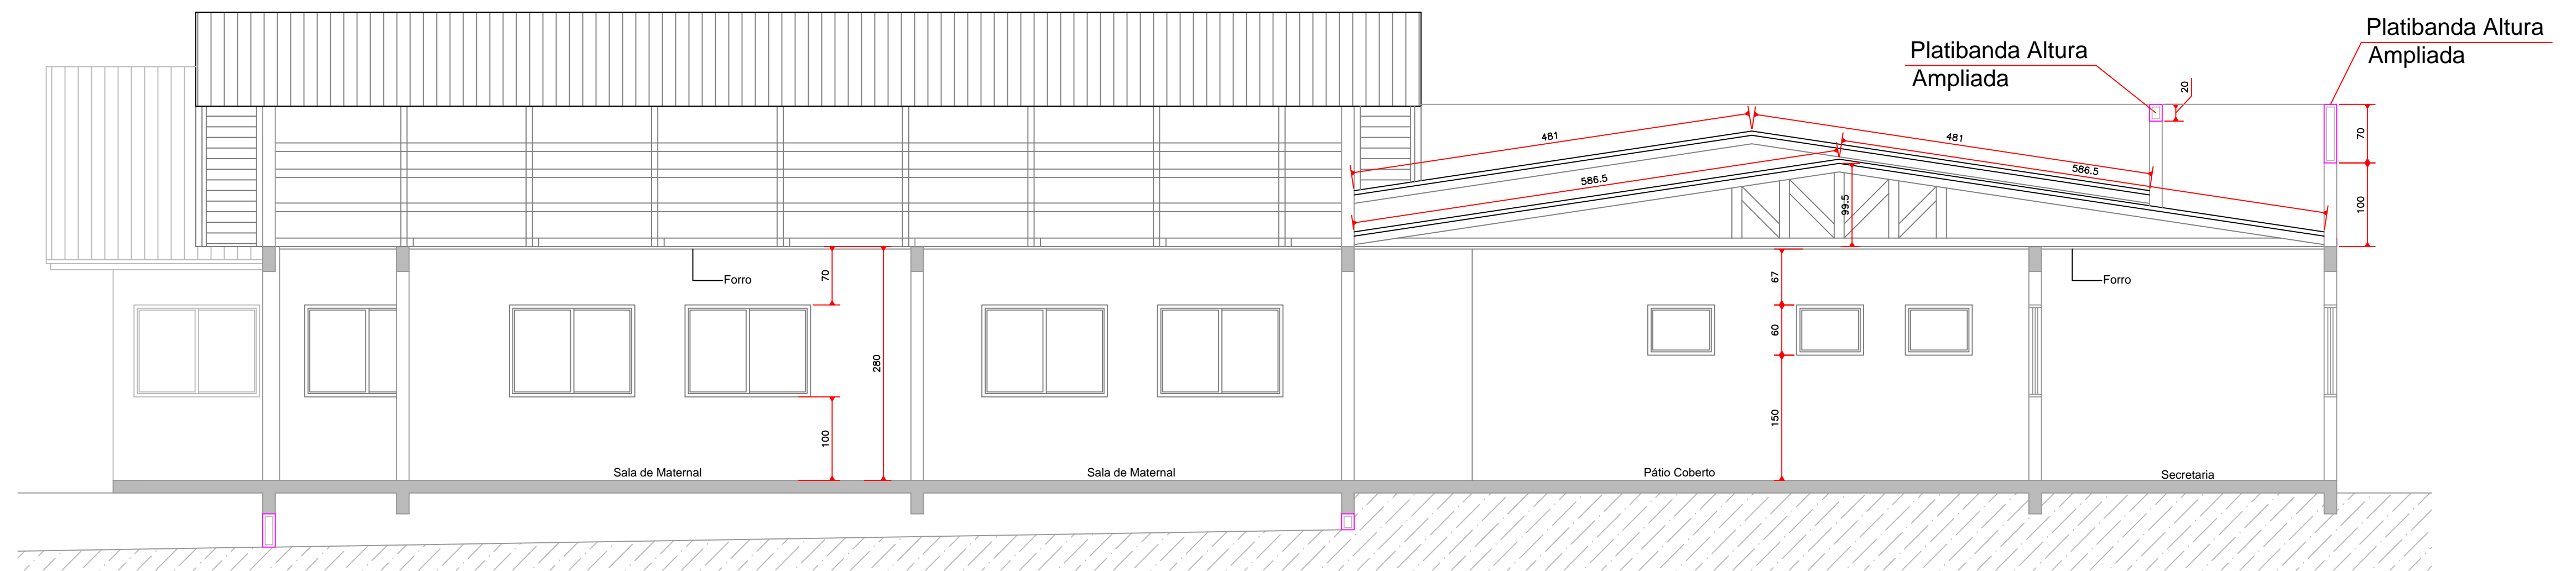 Platibanda Altura
Ampliada
Platibanda Altura
Ampliada
20
481
481
70
586.5
586.5
99.5
100
Forro
70
280
100
67
60
150
Forro
Sala de Maternal
Sala de Maternal
Pátio Coberto
Secretaria